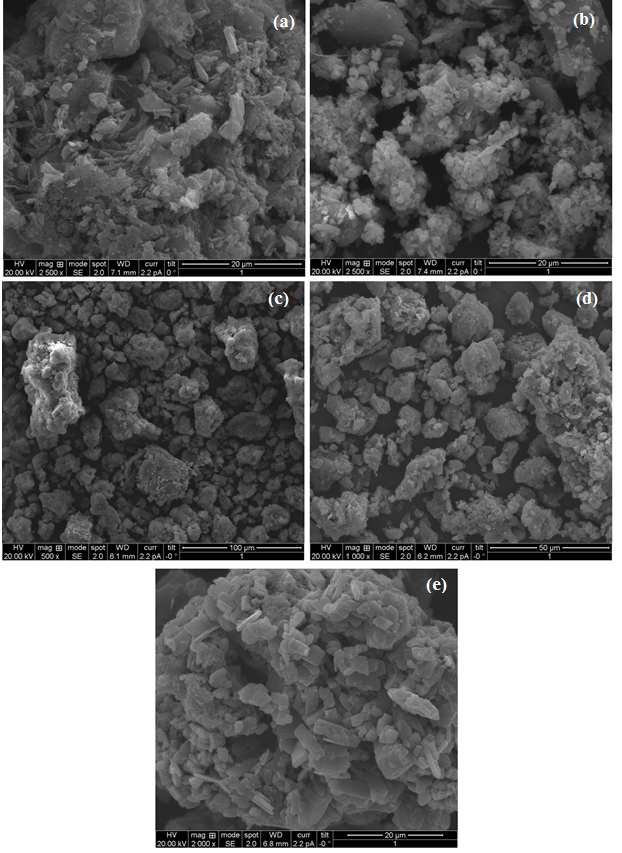 (a)
HV mag ⊞ mode spot WD curr tilt 20 µm
20.00 kV 2 500 x SE 2.0 7.1 mm 2.2 pA 0 ° 1
(b)
HV mag ⊞ mode spot WD curr tilt 20 µm
20.00 kV 2 500 x SE 2.0 7.4 mm 2.2 pA 0 ° 1
(c)
HV mag ⊞ mode spot WD curr tilt 100 µm
20.00 kV 500 x SE 2.0 6.1 mm 2.2 pA -0 ° 1
(d)
HV mag ⊞ mode spot WD curr tilt 50 µm
20.00 kV 1 000 x SE 2.0 6.2 mm 2.2 pA -0 ° 1
(e)
HV mag ⊞ mode spot WD curr tilt 20 µm
20.00 kV 2 000 x SE 2.0 6.8 mm 2.2 pA -0 ° 1